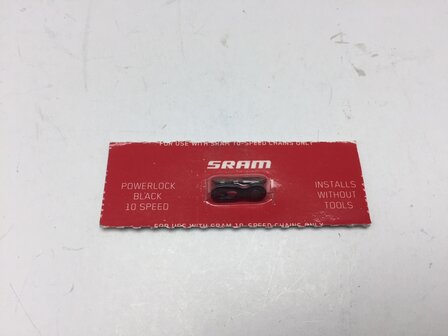 FOR USE WITH SRAM 10-SPEED CHAINS ONLY
SRAM
POWERLOCK
BLACK
10 SPEED
INSTALLS
WITHOUT
TOOLS
FOR USE WITH SRAM 10-SPEED CHAINS ONLY